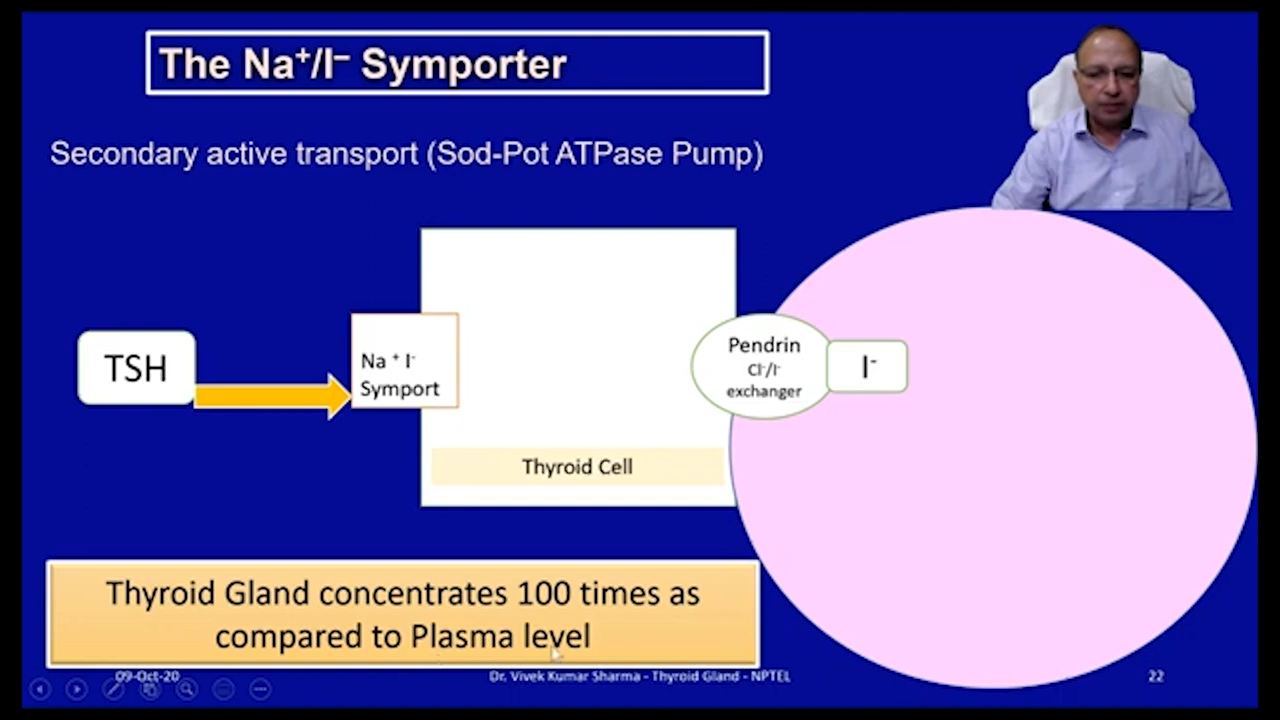 The Na⁺/I⁻ Symporter
Secondary active transport (Sod-Pot ATPase Pump)
TSH
Na ⁺ I⁻
Symport
Pendrin
Cl⁻/I⁻
exchanger
I⁻
Thyroid Cell
Thyroid Gland concentrates 100 times as
compared to Plasma level
09-Oct-20
Dr. Vivek Kumar Sharma - Thyroid Gland - NPTEL
22